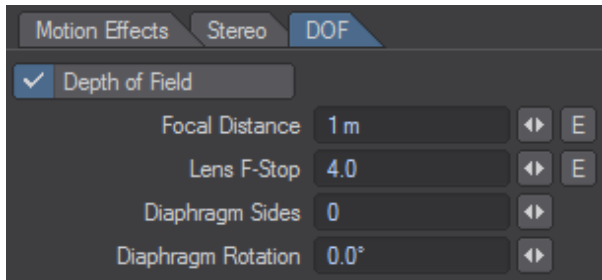 Motion Effects Stereo DOF
Depth of Field
Focal Distance 1 m E
Lens F-Stop 4.0 E
Diaphragm Sides 0
Diaphragm Rotation 0.0°